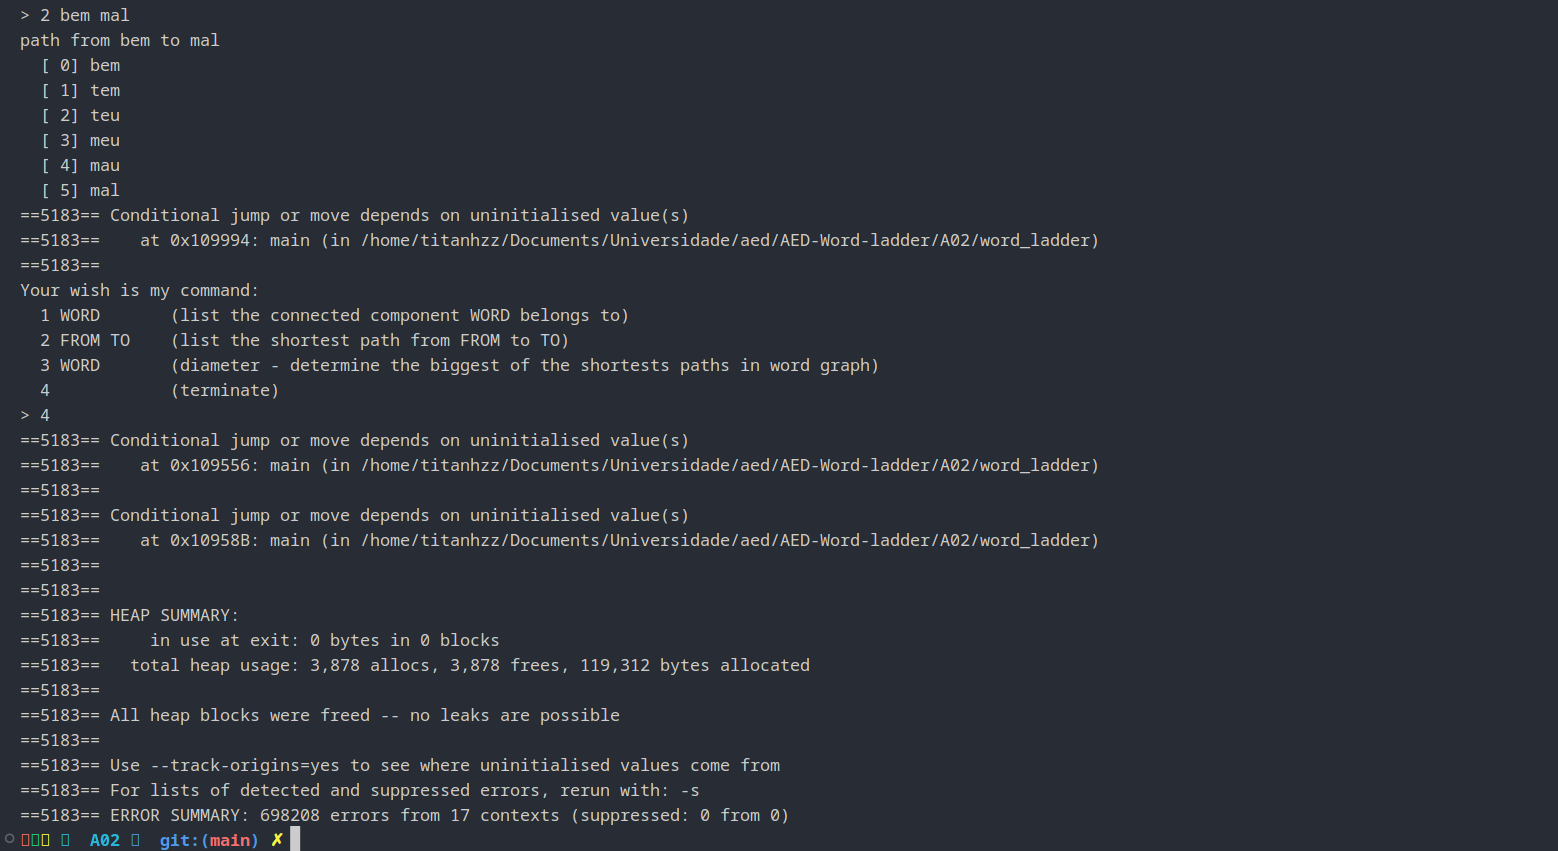 > 2 bem mal
path from bem to mal
  [ 0] bem
  [ 1] tem
  [ 2] teu
  [ 3] meu
  [ 4] mau
  [ 5] mal
==5183== Conditional jump or move depends on uninitialised value(s)
==5183==    at 0x109994: main (in /home/titanhzz/Documents/Universidade/aed/AED-Word-ladder/A02/word_ladder)
==5183==
Your wish is my command:
  1 WORD       (list the connected component WORD belongs to)
  2 FROM TO    (list the shortest path from FROM to TO)
  3 WORD       (diameter - determine the biggest of the shortests paths in word graph)
  4            (terminate)
> 4
==5183== Conditional jump or move depends on uninitialised value(s)
==5183==    at 0x109556: main (in /home/titanhzz/Documents/Universidade/aed/AED-Word-ladder/A02/word_ladder)
==5183==
==5183== Conditional jump or move depends on uninitialised value(s)
==5183==    at 0x10958B: main (in /home/titanhzz/Documents/Universidade/aed/AED-Word-ladder/A02/word_ladder)
==5183==
==5183==
==5183== HEAP SUMMARY:
==5183==     in use at exit: 0 bytes in 0 blocks
==5183==   total heap usage: 3,878 allocs, 3,878 frees, 119,312 bytes allocated
==5183==
==5183== All heap blocks were freed -- no leaks are possible
==5183==
==5183== Use --track-origins=yes to see where uninitialised values come from
==5183== For lists of detected and suppressed errors, rerun with: -s
==5183== ERROR SUMMARY: 698208 errors from 17 contexts (suppressed: 0 from 0)
A02 git:(main) ✗